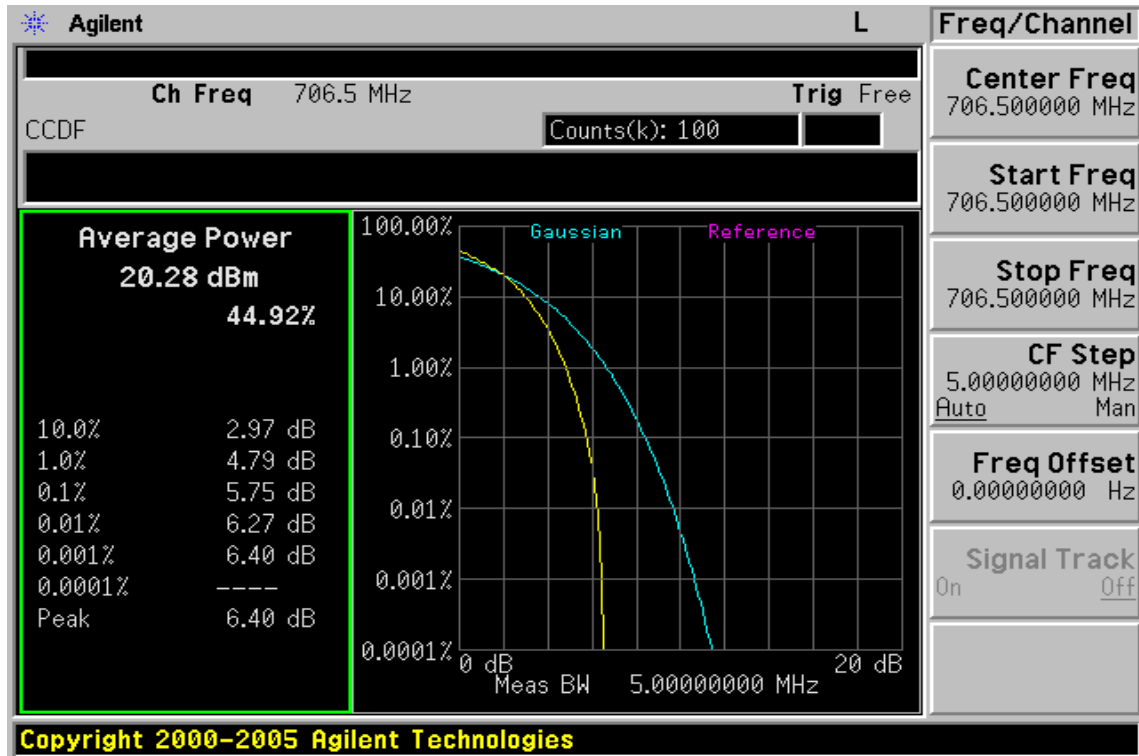 Agilent L
Ch Freq 706.5 MHz Trig Free
CCDF Counts(k): 100
Average Power
20.28 dBm
44.92%
10.0% 2.97 dB
1.0% 4.79 dB
0.1% 5.75 dB
0.01% 6.27 dB
0.001% 6.40 dB
0.0001% ----
Peak 6.40 dB
Gaussian Reference
100.00%
10.00%
1.00%
0.10%
0.01%
0.001%
0.0001%
0 dB 20 dB
Meas BW 5.00000000 MHz
Freq/Channel
Center Freq
706.500000 MHz
Start Freq
706.500000 MHz
Stop Freq
706.500000 MHz
CF Step
5.00000000 MHz
Auto Man
Freq Offset
0.00000000 Hz
Signal Track
On Off
Copyright 2000-2005 Agilent Technologies